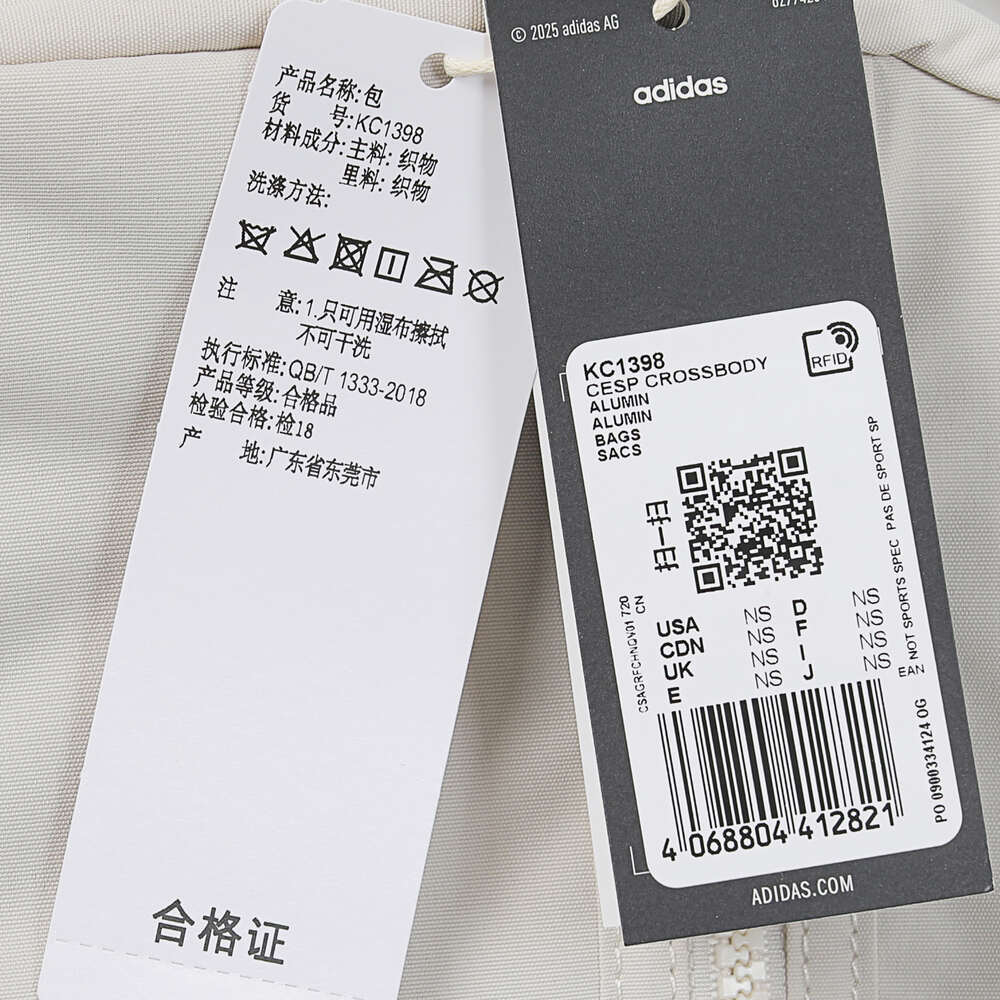 产品名称:包
货 号:KC1398
材料成分:主料: 织物
里料: 织物
洗涤方法:
注 意:1.只可用湿布擦拭
不可干洗
执行标准:QB/T 1333-2018
产品等级:合格品
检验合格:检18
产 地:广东省东莞市
合格证
© 2025 adidas AG
adidas
KC1398
CESP CROSSBODY
ALUMIN
ALUMIN
BAGS
SACS
RFID
CSAGRFCHNQV01 720
CN
USA NS D NS
CDN NS F NS
UK NS I NS
E NS J NS
EA NOT SPORTS SPEC PAS DE SPORT SP
PO 0900334124 OG
4 068804 412821
ADIDAS.COM